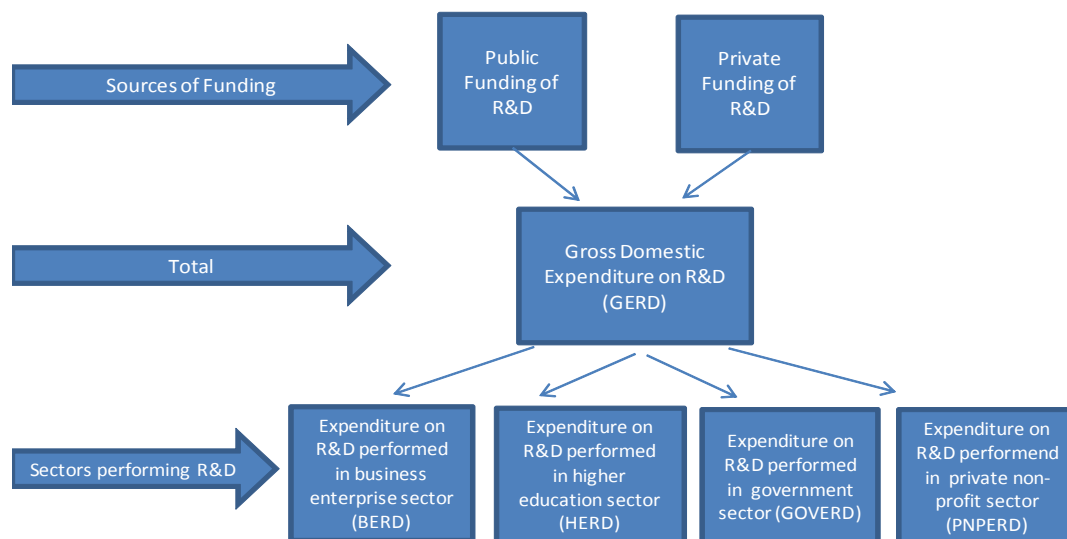 Sources of Funding
Public
Funding of
R&D
Private
Funding of
R&D
Total
Gross Domestic
Expenditure on R&D
(GERD)
Sectors performing R&D
Expenditure on
R&D performed
in business
enterprise sector
(BERD)
Expenditure on
R&D performed
in higher
education sector
(HERD)
Expenditure on
R&D performed
in government
sector (GOVERD)
Expenditure on
R&D performend
in private non-
profit sector
(PNPERD)